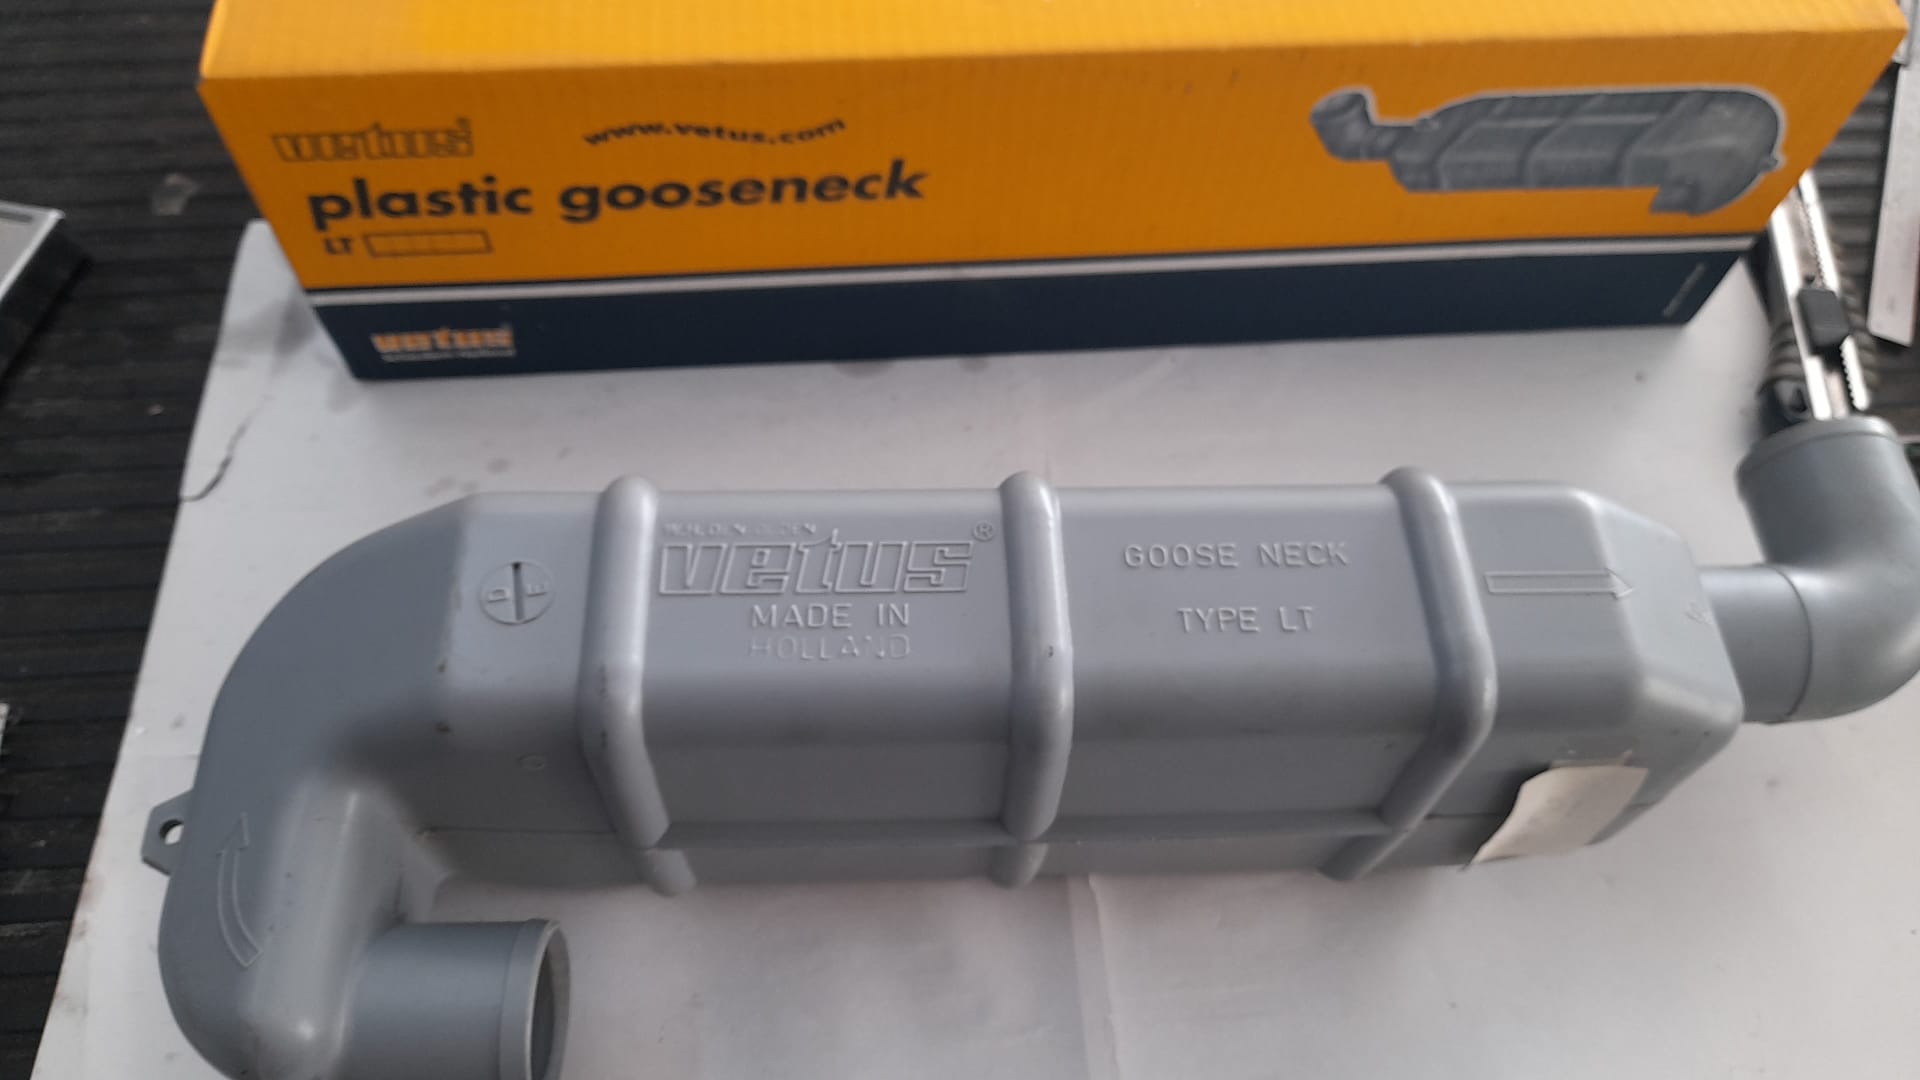 vetus®
www.vetus.com
plastic gooseneck
LT
vetus
vetus®
MADE IN
HOLLAND
GOOSE NECK
TYPE LT
D E